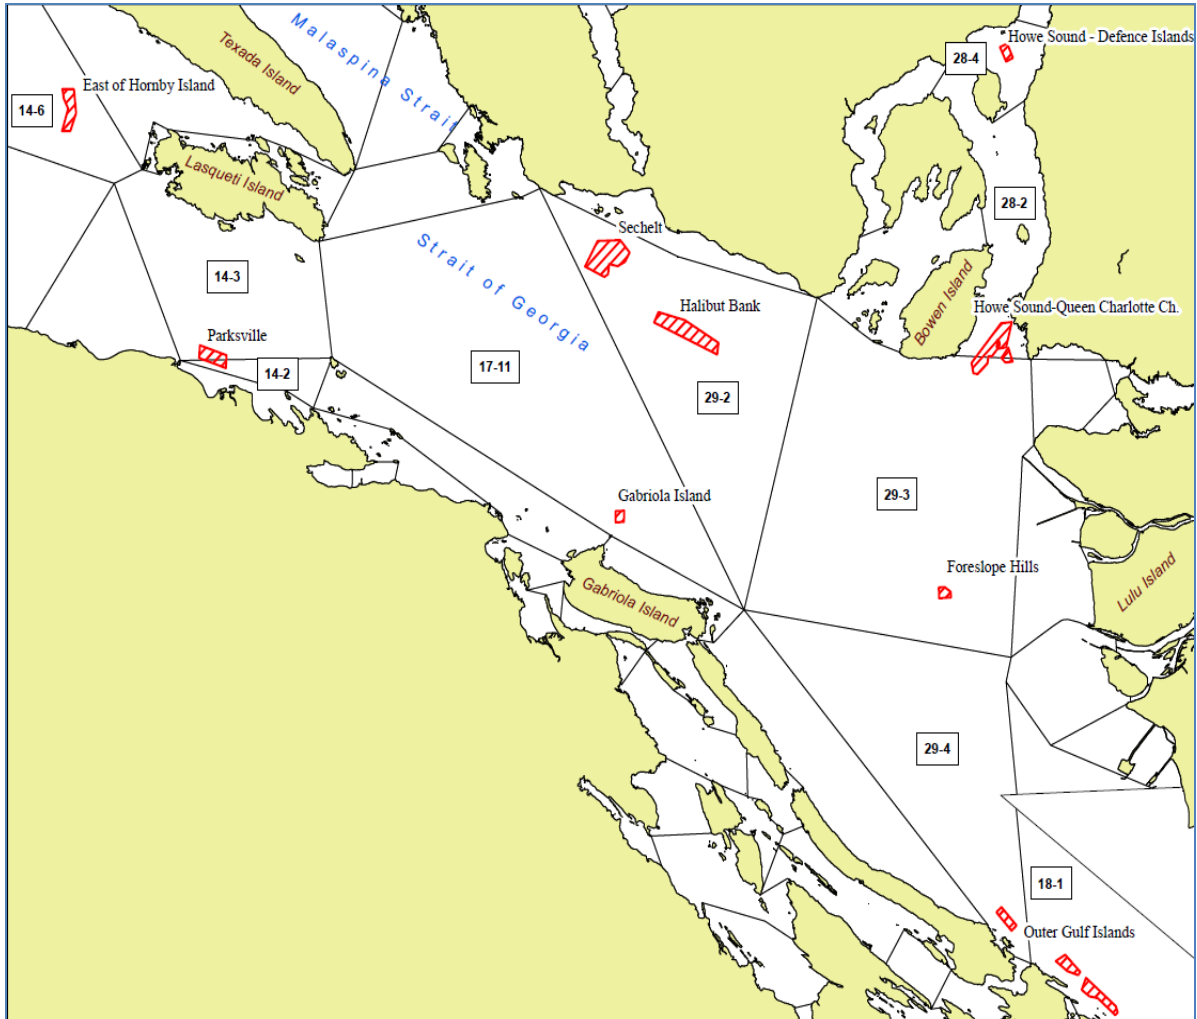 Malaspina Strait
Texada Island
Howe Sound - Defence Islands
28-4
East of Hornby Island
14-6
Lasqueti Island
28-2
Sechelt
Strait of Georgia
14-3
Bowen Island
Halibut Bank
Howe Sound-Queen Charlotte Ch.
Parksville
14-2
17-11
29-2
Gabriola Island
29-3
Foreslope Hills
Lulu Island
Gabriola Island
29-4
18-1
Outer Gulf Islands